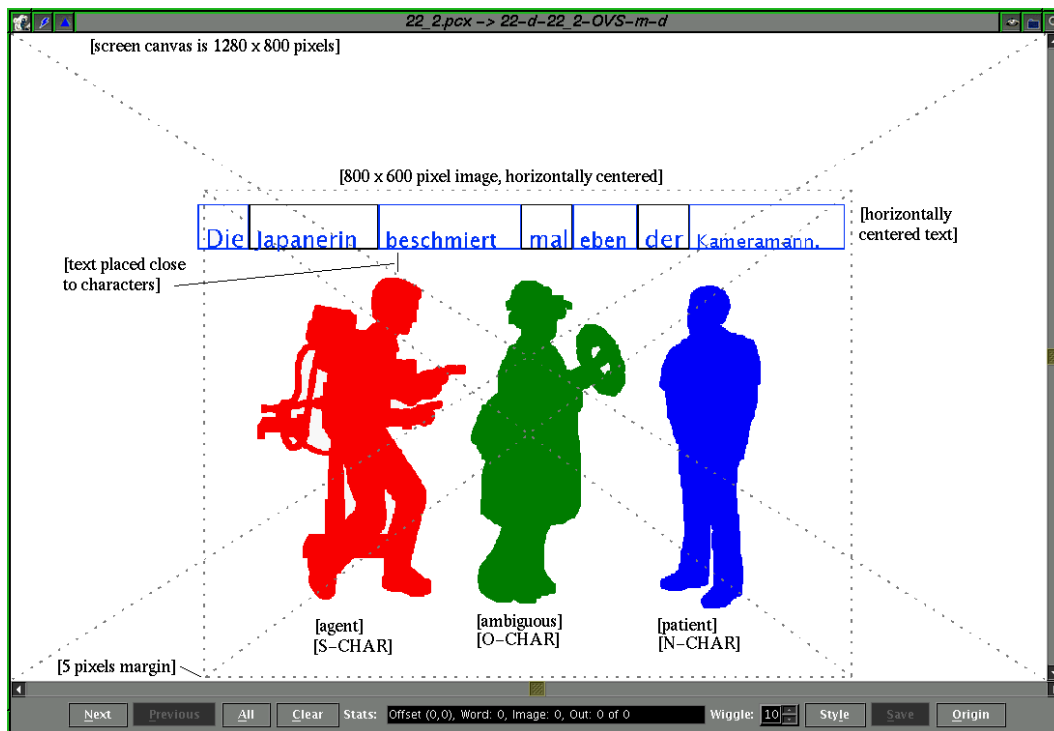 22_2.pcx -> 22-d-22_2-OVS-m-d
[screen canvas is 1280 x 800 pixels]
[800 x 600 pixel image, horizontally centered]
Die Japanerin beschmiert mal eben der Kameramann.
[horizontally
centered text]
[text placed close
to characters]
[agent]
[S-CHAR]
[ambiguous]
[O-CHAR]
[patient]
[N-CHAR]
[5 pixels margin]
Next Previous All Clear Stats: Offset (0,0), Word: 0, Image: 0, Out: 0 of 0 Wiggle: 10 Style Save Origin